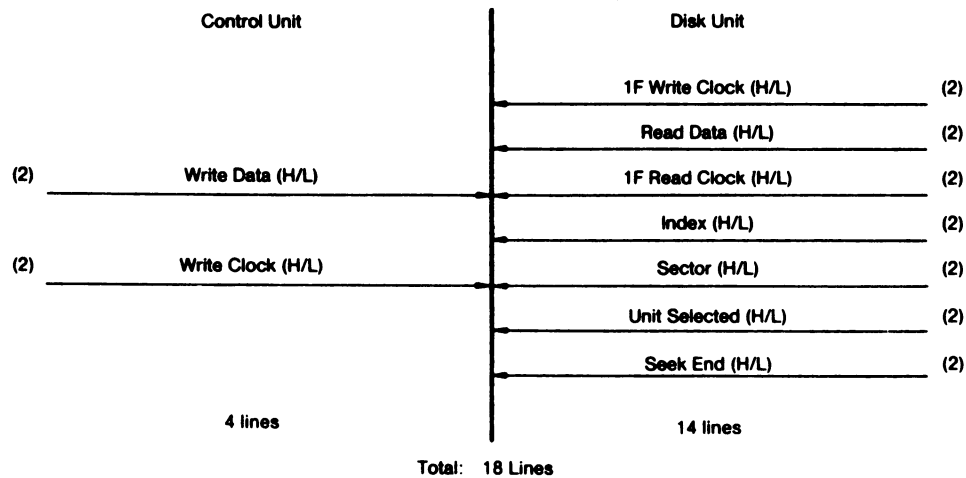 Control Unit Disk Unit
1F Write Clock (H/L) (2)
Read Data (H/L) (2)
(2) Write Data (H/L) 1F Read Clock (H/L) (2)
Index (H/L) (2)
(2) Write Clock (H/L) Sector (H/L) (2)
Unit Selected (H/L) (2)
Seek End (H/L) (2)
4 lines 14 lines
Total: 18 Lines